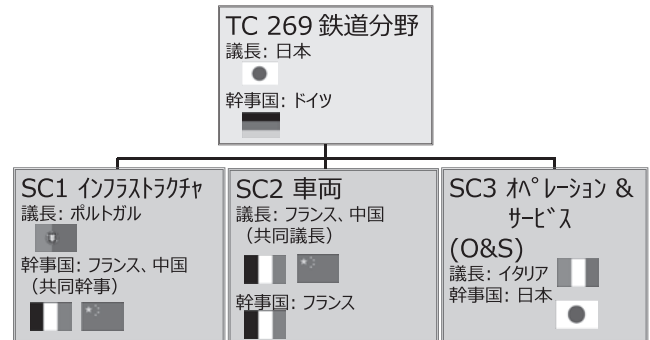 TC 269 鉄道分野
議長: 日本
幹事国: ドイツ
SC1 ｲﾝﾌﾗｽﾄﾗｸﾁｬ
議長: ポルトガル
幹事国: フランス、中国
（共同幹事）
SC2 車両
議長: フランス、中国
（共同議長）
幹事国: フランス
SC3 ｵﾍﾟﾚｰｼｮﾝ &
ｻｰﾋﾞｽ
(O&S)
議長: イタリア
幹事国: 日本